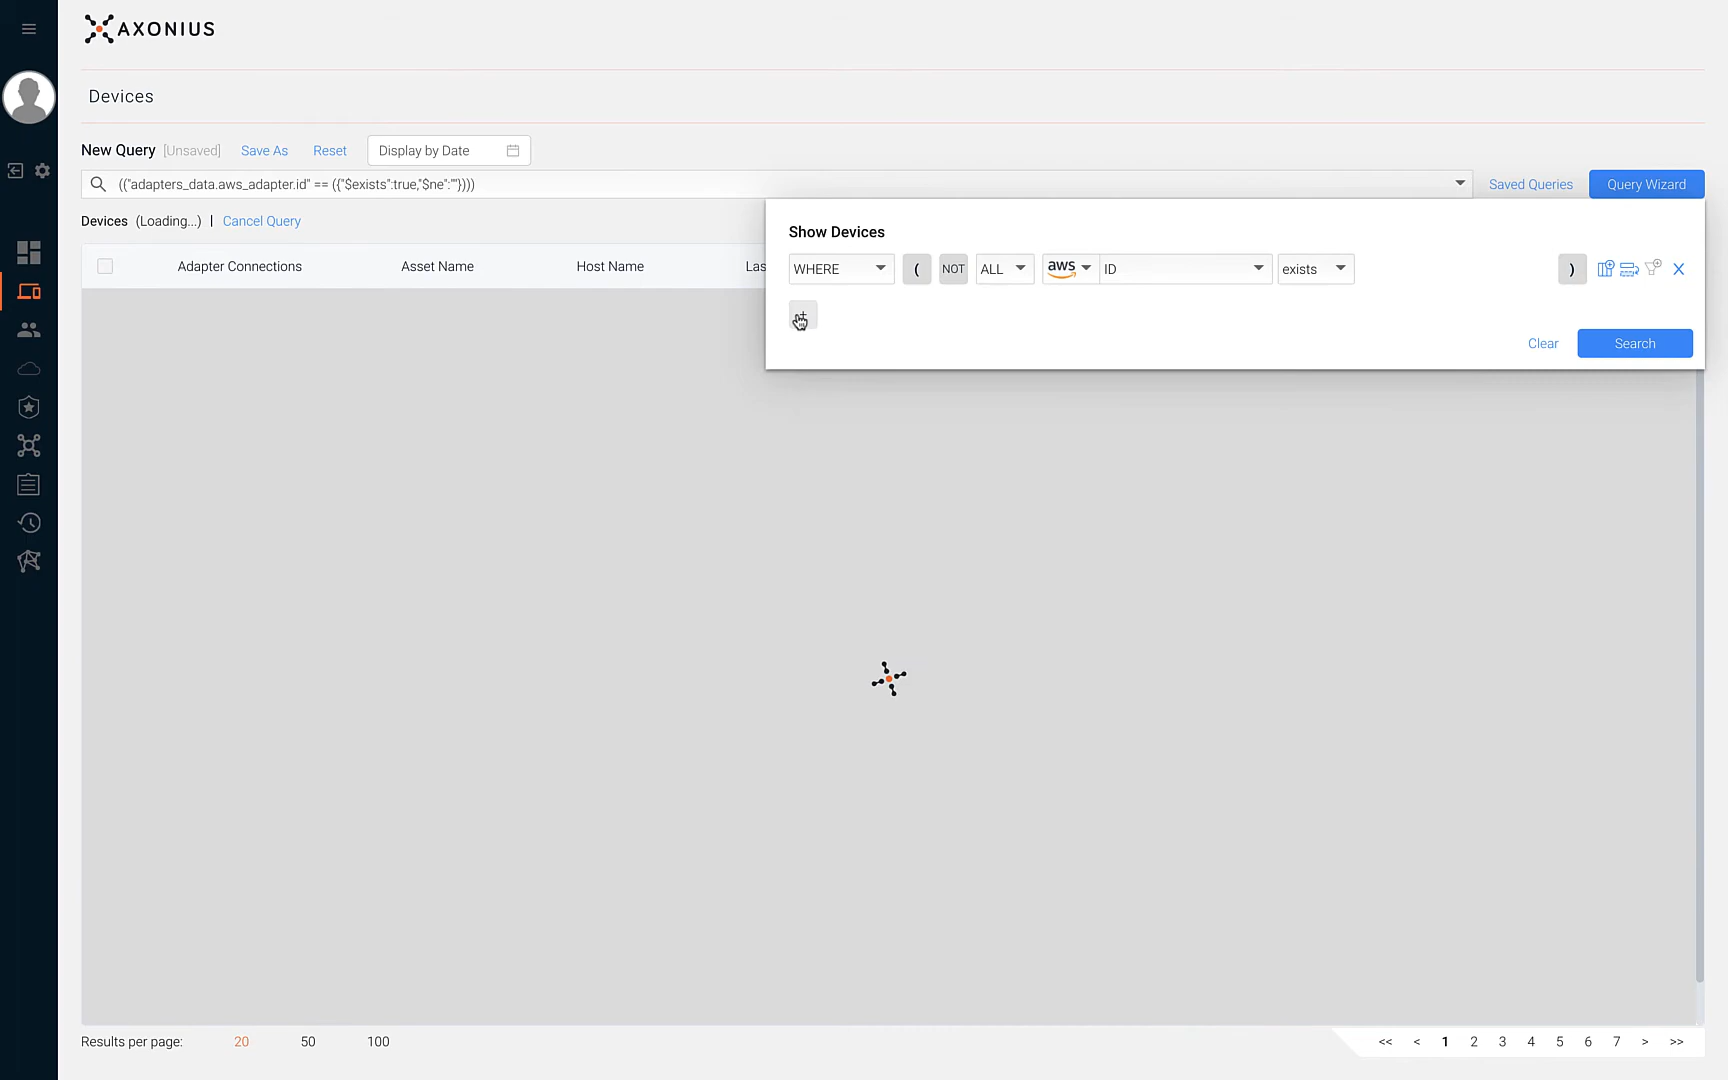 AXONIUS
Devices
New Query [Unsaved] Save As Reset Display by Date
(("adapters_data.aws_adapter.id" == ({"$exists":true,"$ne":""}))) Saved Queries Query Wizard
Devices (Loading...) | Cancel Query
Show Devices
WHERE ( NOT ALL aws ID exists )
Adapter Connections Asset Name Host Name Las
+
Clear Search
Results per page: 20 50 100 << < 1 2 3 4 5 6 7 > >>